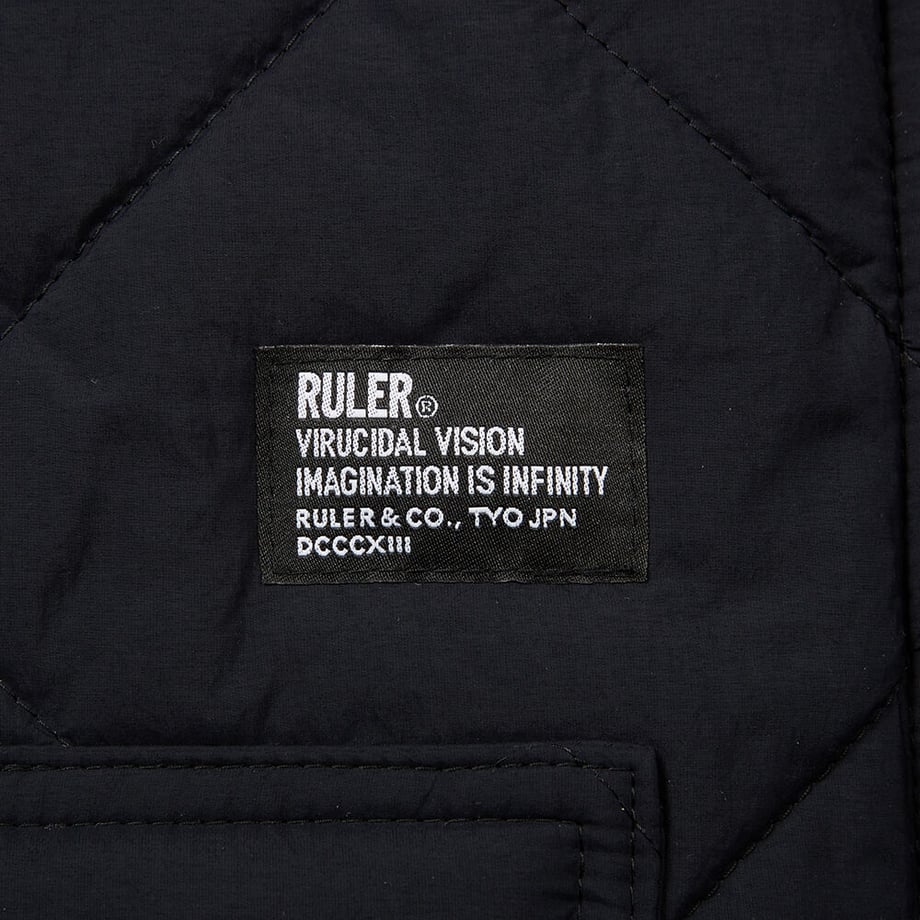 RULER®
VIRUCIDAL VISION
IMAGINATION IS INFINITY
RULER & CO., TYO JPN
DCCCXIII